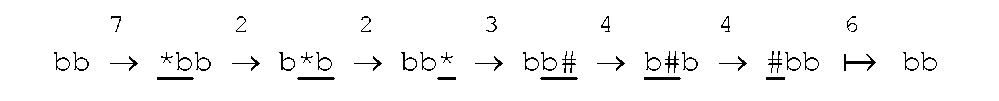 7 2 2 3 4 4 6
bb → *bb → b*b → bb* → bb# → b#b → #bb ↦ bb